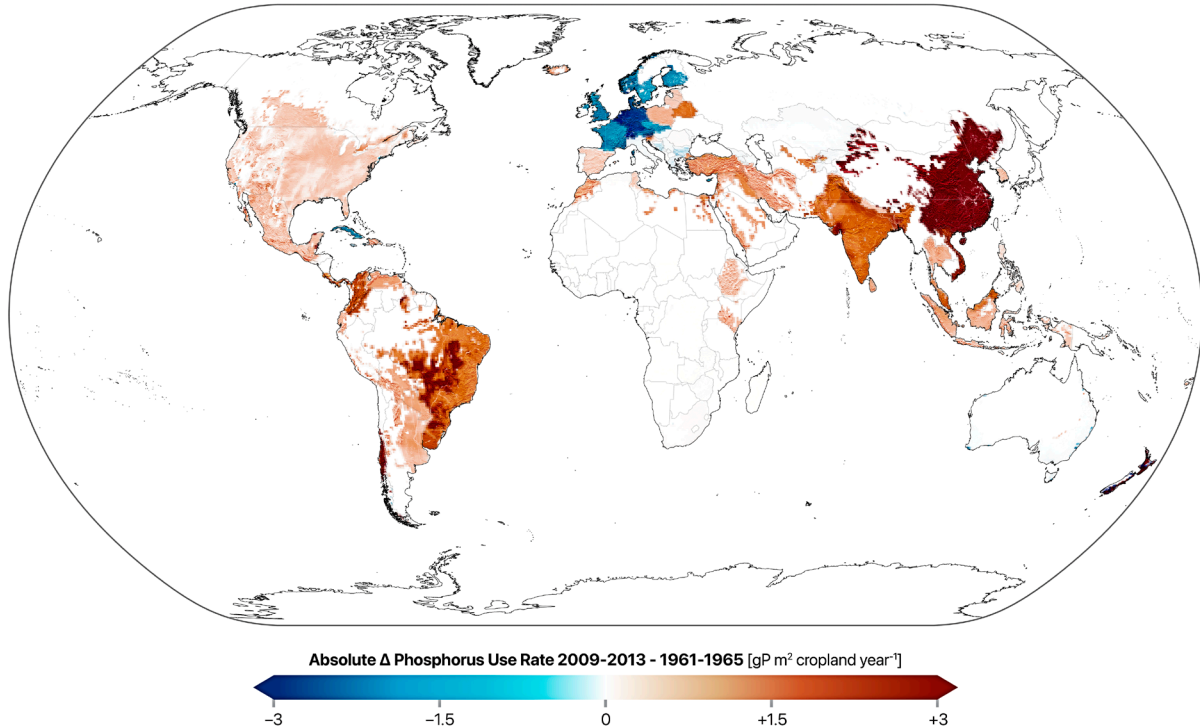 Absolute Δ Phosphorus Use Rate 2009-2013 - 1961-1965 [gP m² cropland year⁻¹]
−3 −1.5 0 +1.5 +3